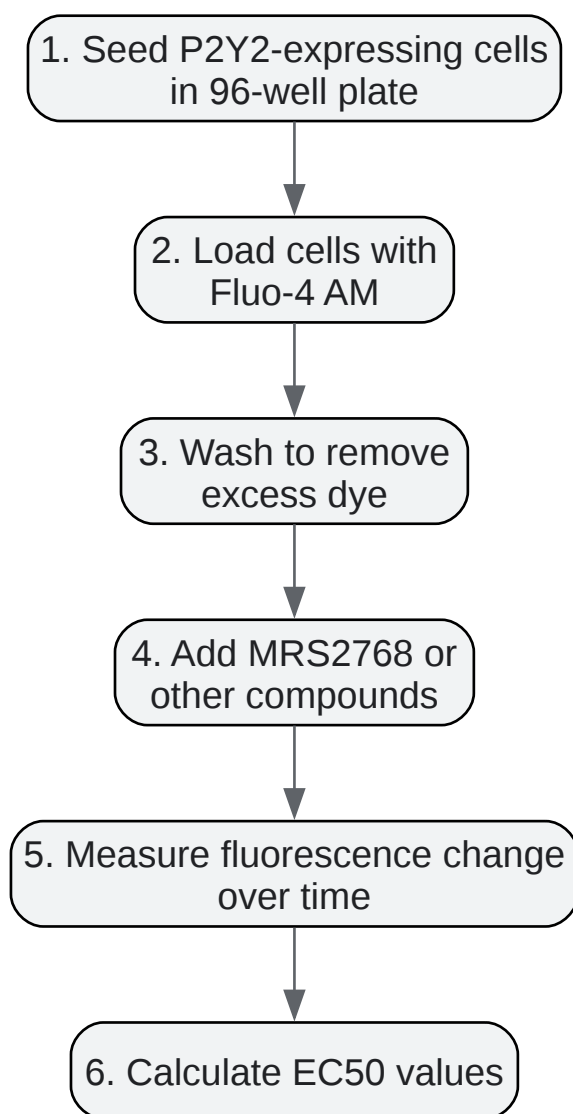 1. Seed P2Y2-expressing cells
in 96-well plate
2. Load cells with
Fluo-4 AM
3. Wash to remove
excess dye
4. Add MRS2768 or
other compounds
5. Measure fluorescence change
over time
6. Calculate EC50 values